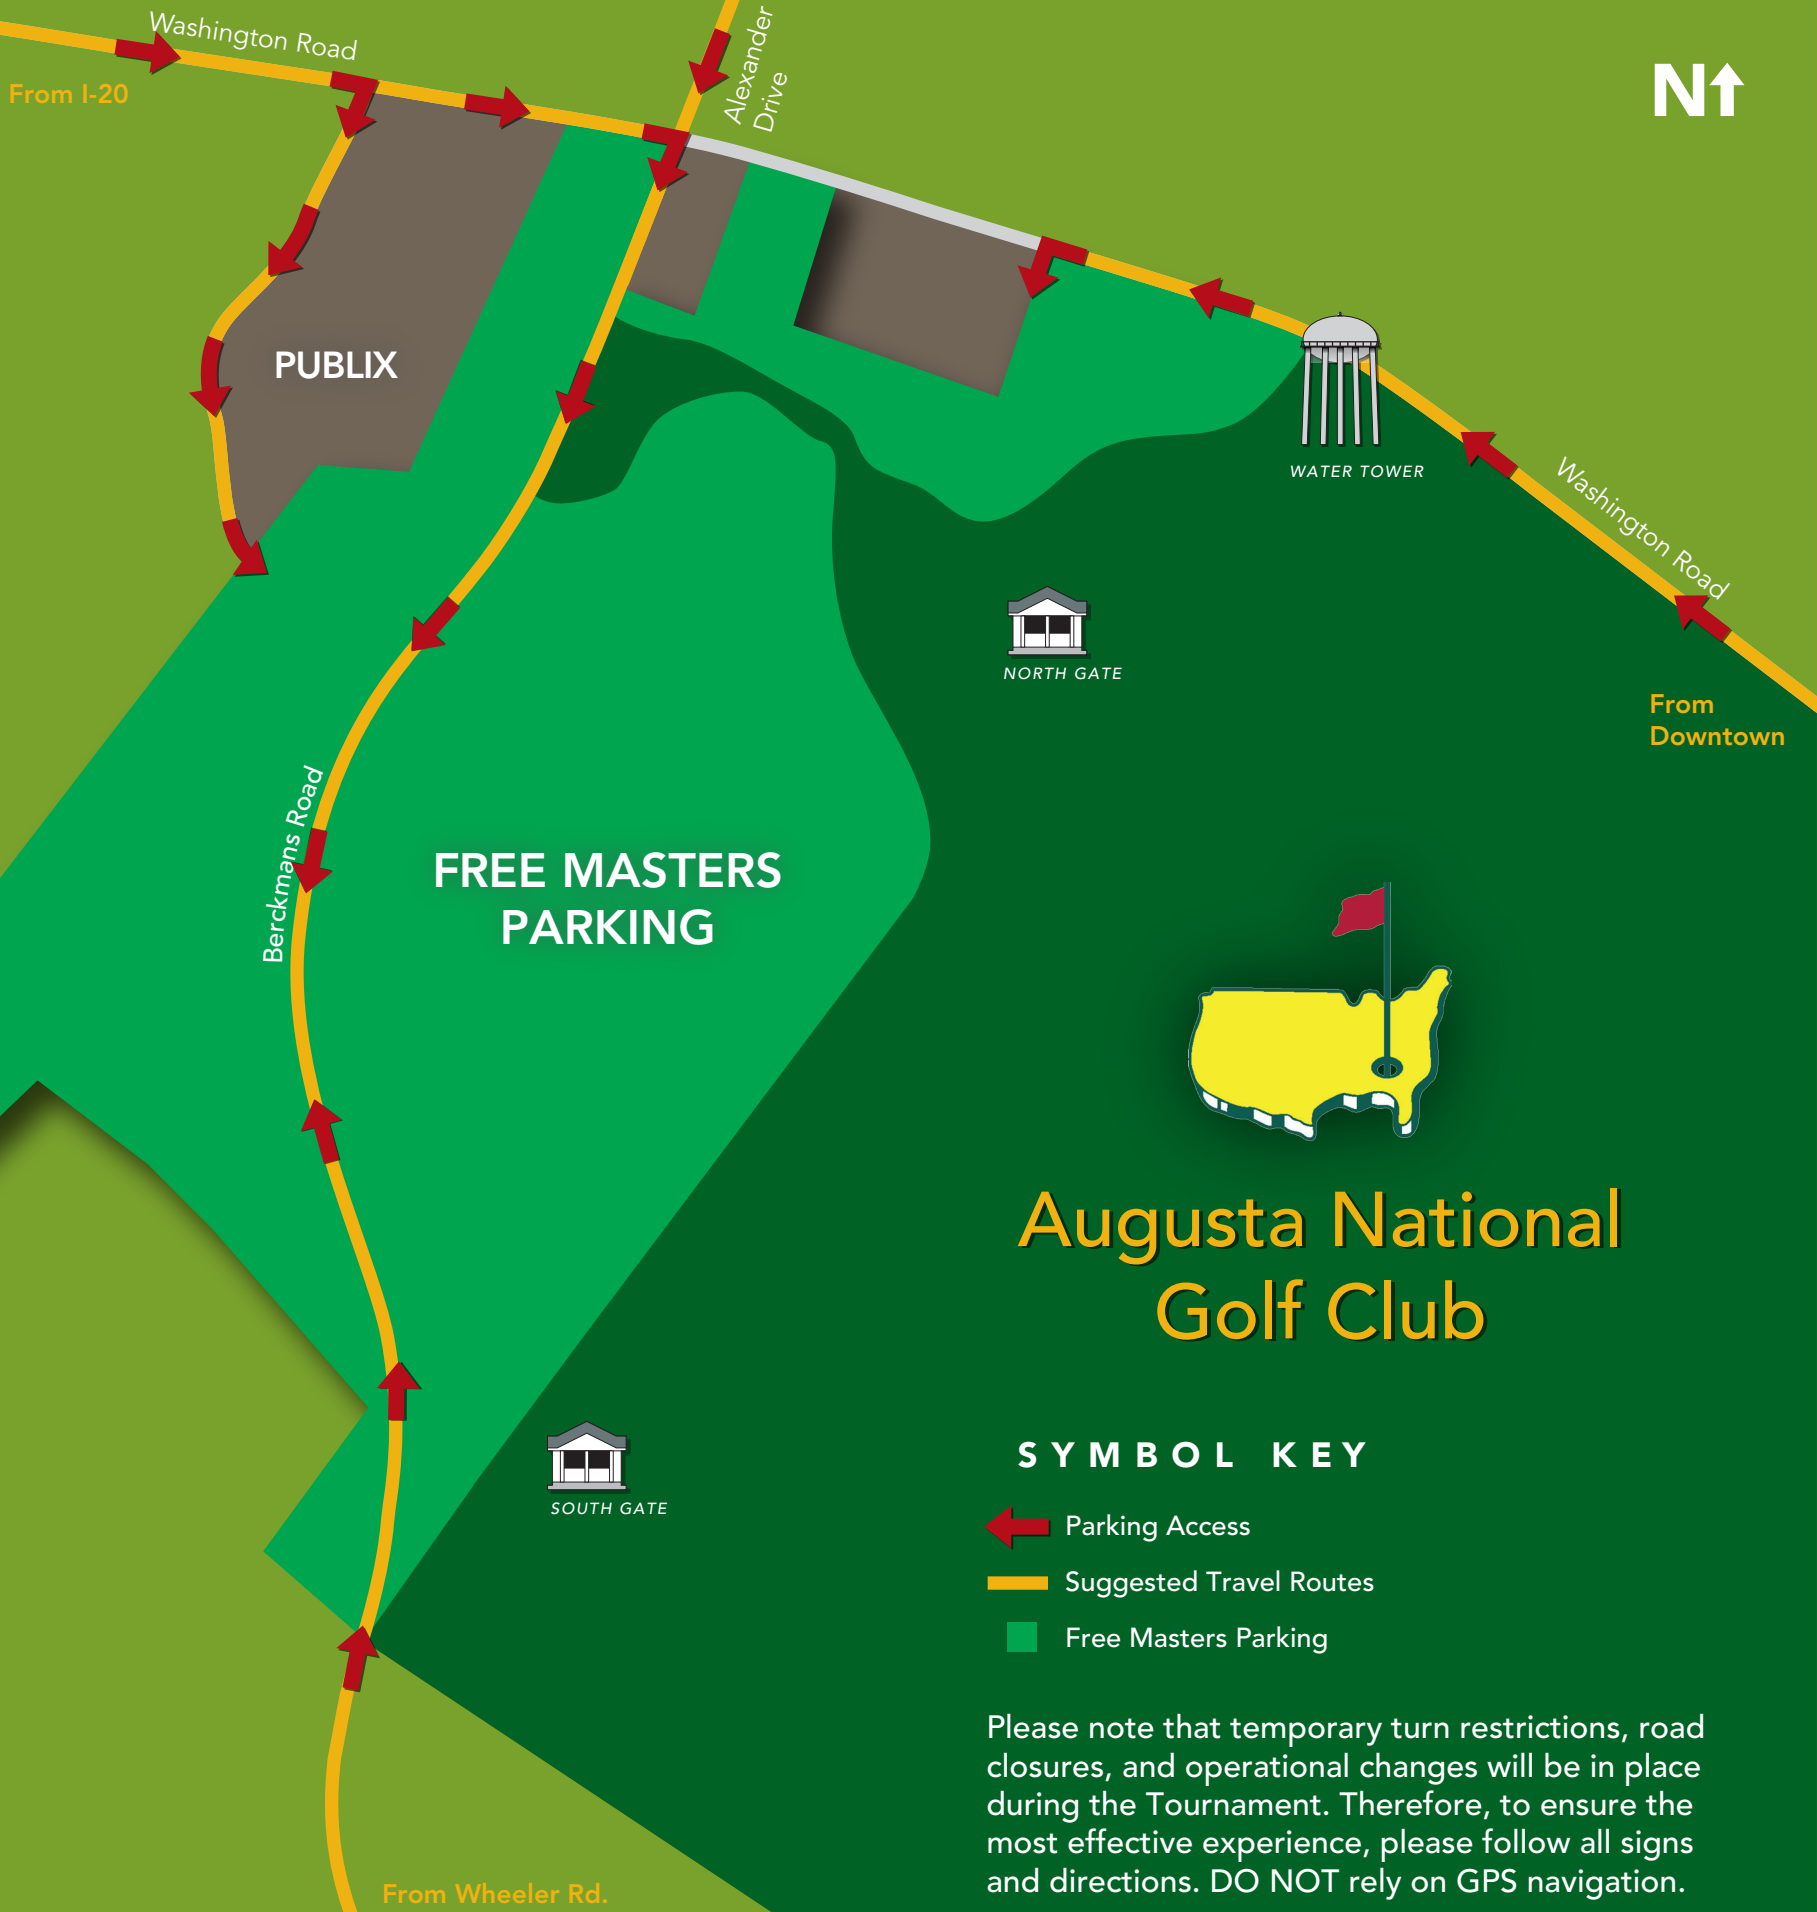 Washington Road
From I-20
Alexander
Drive
N
PUBLIX
WATER TOWER
Washington Road
NORTH GATE
From
Downtown
Berckmans Road
FREE MASTERS
PARKING
Augusta National
Golf Club
SOUTH GATE
SYMBOL KEY
Parking Access
Suggested Travel Routes
Free Masters Parking
Please note that temporary turn restrictions, road
closures, and operational changes will be in place
during the Tournament. Therefore, to ensure the
most effective experience, please follow all signs
and directions. DO NOT rely on GPS navigation.
From Wheeler Rd.